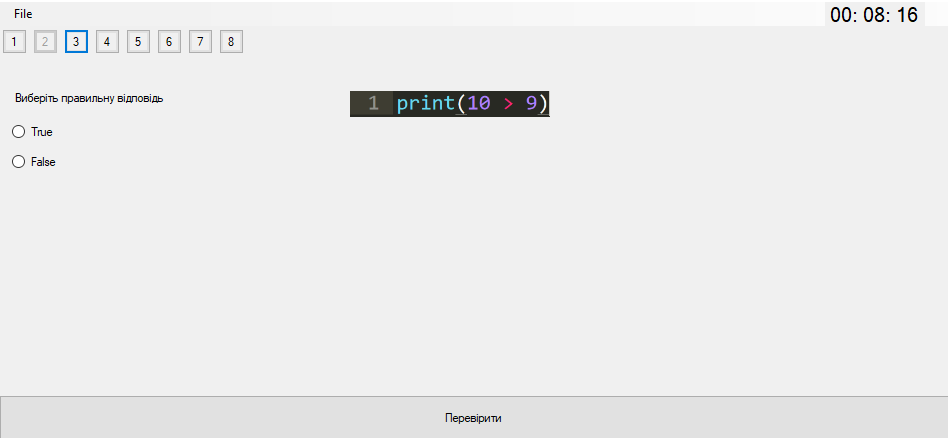 File
00: 08: 16
1 2 3 4 5 6 7 8
Виберіть правильну відповідь
1 print(10 > 9)
True
False
Перевірити